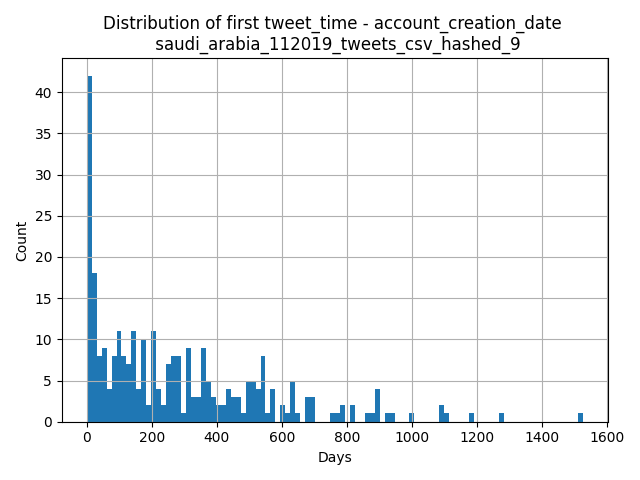 Distribution of first tweet_time - account_creation_date
saudi_arabia_112019_tweets_csv_hashed_9
Count
40
35
30
25
20
15
10
5
0
0 200 400 600 800 1000 1200 1400 1600
Days